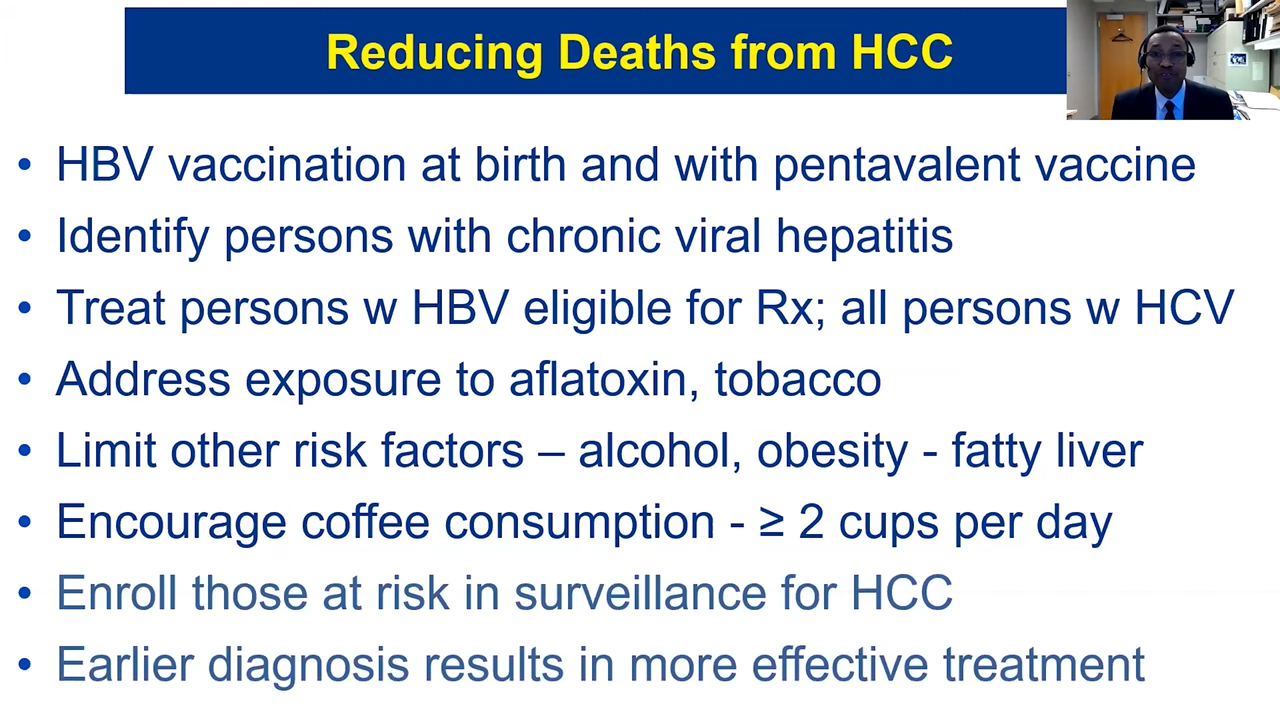 Reducing Deaths from HCC
• HBV vaccination at birth and with pentavalent vaccine
• Identify persons with chronic viral hepatitis
• Treat persons w HBV eligible for Rx; all persons w HCV
• Address exposure to aflatoxin, tobacco
• Limit other risk factors – alcohol, obesity - fatty liver
• Encourage coffee consumption - ≥ 2 cups per day
• Enroll those at risk in surveillance for HCC
• Earlier diagnosis results in more effective treatment